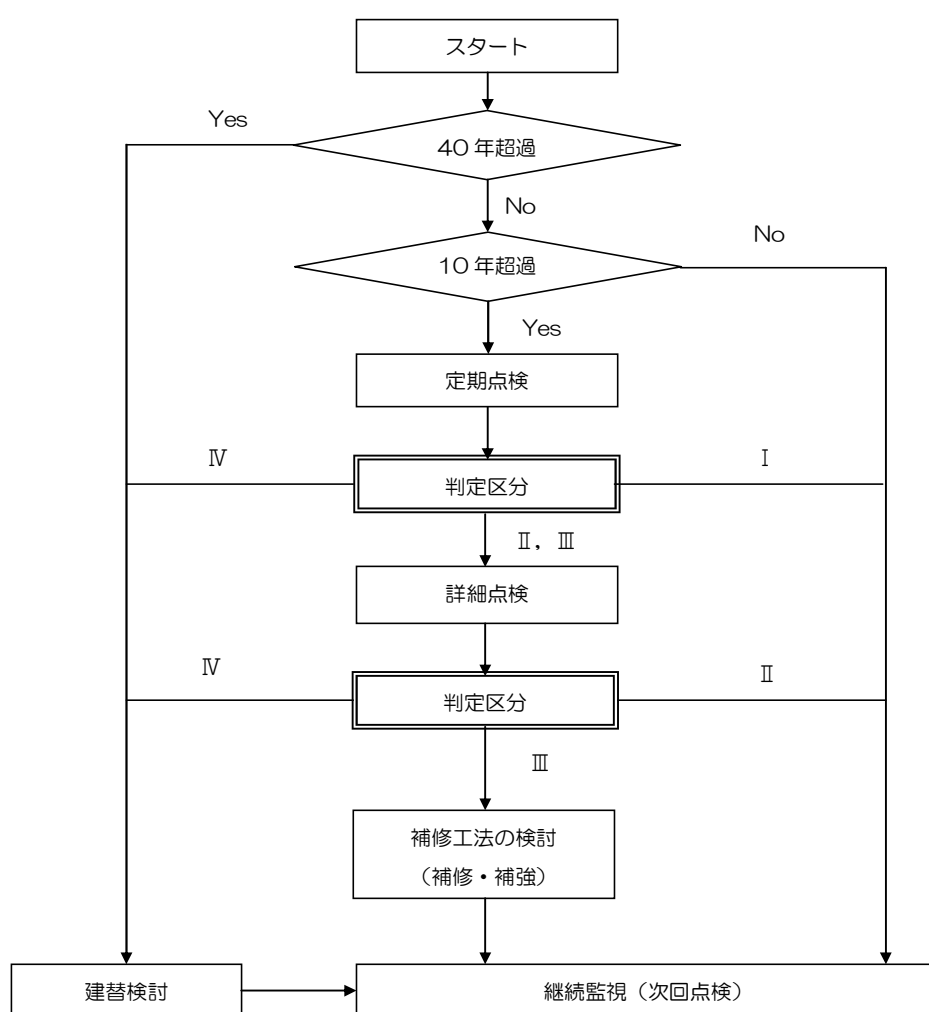 スタート
Yes
40年超過
No
No
10年超過
Yes
定期点検
Ⅳ
Ⅰ
判定区分
Ⅱ，Ⅲ
詳細点検
Ⅳ
Ⅱ
判定区分
Ⅲ
補修工法の検討
（補修・補強）
建替検討
継続監視（次回点検）